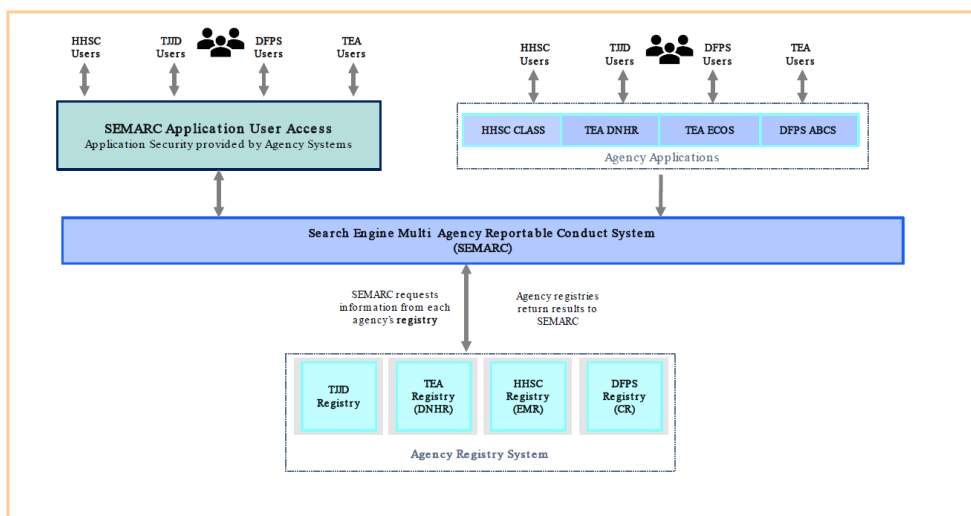 HHSC
Users
TJJD
Users
DFPS
Users
TEA
Users
HHSC
Users
TJJD
Users
DFPS
Users
TEA
Users
SEMARC Application User Access
Application Security provided by Agency Systems
HHSC CLASS
TEA DNHR
TEA ECOS
DFPS ABCS
Agency Applications
Search Engine Multi Agency Reportable Conduct System
(SEMARC)
SEMARC requests
information from each
agency's registry
Agency registries
return results to
SEMARC
TJJD
Registry
TEA
Registry
(DNHR)
HHSC
Registry
(EMR)
DFPS
Registry
(CR)
Agency Registry System